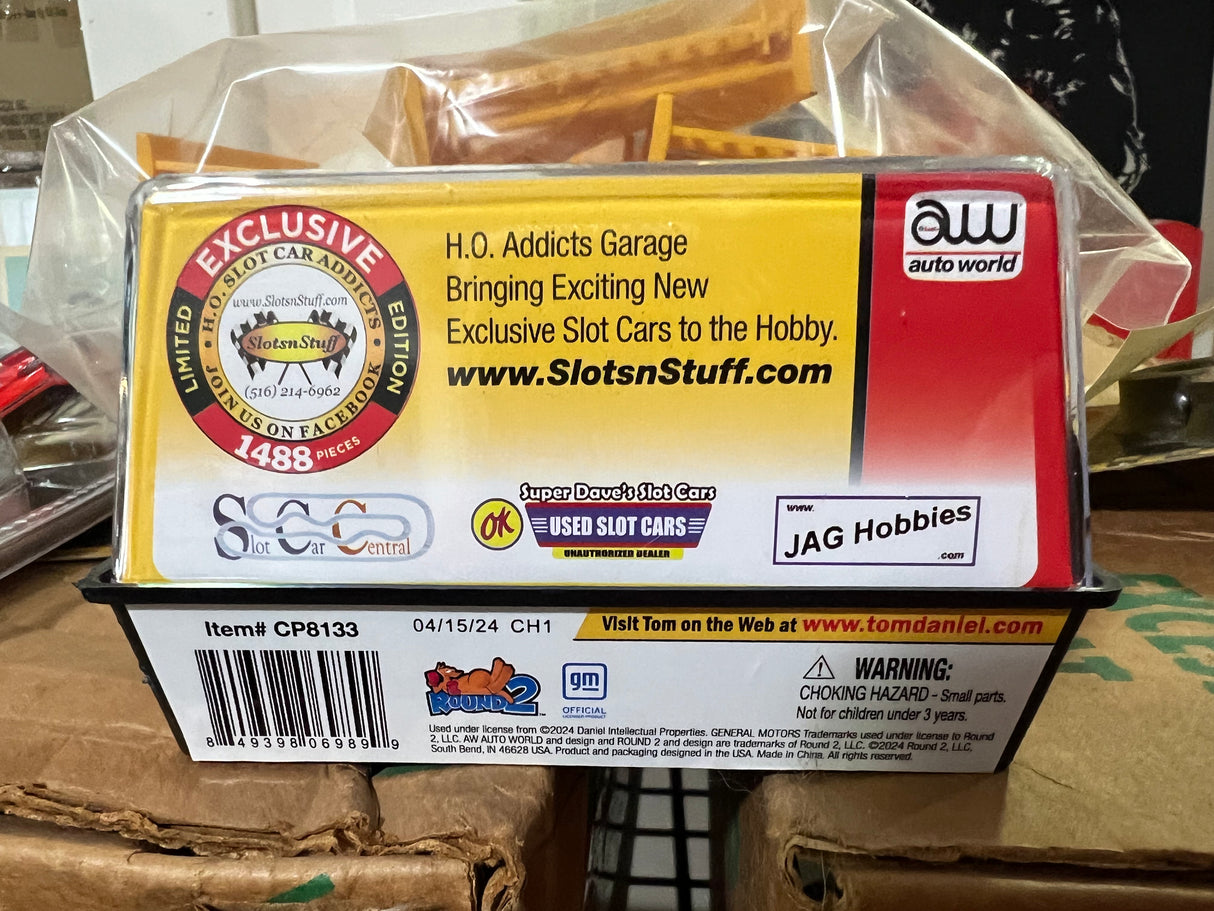 EXCLUSIVE
H.O. SLOT CAR ADDICTS
LIMITED
EDITION
www.SlotsnStuff.com
SlotsnStuff
(516) 214-6962
JOIN US ON FACEBOOK
1488 PIECES
H.O. Addicts Garage
Bringing Exciting New
Exclusive Slot Cars to the Hobby.
www.SlotsnStuff.com
aw
auto world
Slot Car Central
Super Dave's Slot Cars
OK
USED SLOT CARS
UNAUTHORIZED DEALER
www.
JAG Hobbies
.com
Item# CP8133
04/15/24 CH1
Visit Tom on the Web at www.tomdaniel.com
8 49398 06989 9
ROUND 2
gm
OFFICIAL
LICENSED PRODUCT
WARNING:
CHOKING HAZARD - Small parts.
Not for children under 3 years.
Used under license from ©2024 Daniel Intellectual Properties. GENERAL MOTORS Trademarks used under license to Round
2, LLC. AW AUTO WORLD and design and ROUND 2 and design are trademarks of Round 2, LLC. ©2024 Round 2, LLC,
South Bend, IN 46628 USA. Product and packaging designed in the USA. Made in China. All rights reserved.